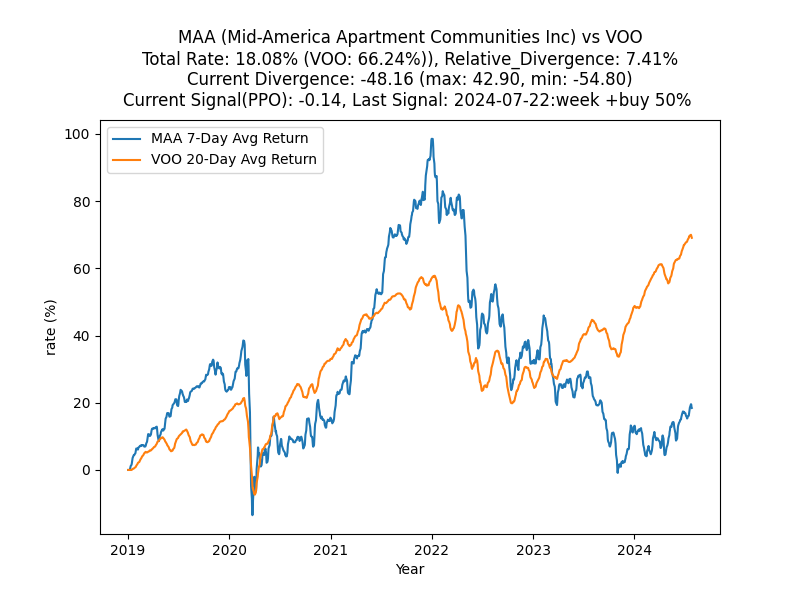 MAA (Mid-America Apartment Communities Inc) vs VOO
Total Rate: 18.08% (VOO: 66.24%)), Relative_Divergence: 7.41%
Current Divergence: -48.16 (max: 42.90, min: -54.80)
Current Signal(PPO): -0.14, Last Signal: 2024-07-22:week +buy 50%
MAA 7-Day Avg Return
VOO 20-Day Avg Return
100
80
60
40
20
0
rate (%)
2019 2020 2021 2022 2023 2024
Year